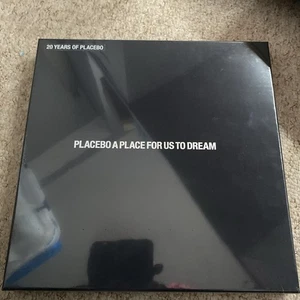 20 YEARS OF PLACEBO
PLACEBO A PLACE FOR US TO DREAM